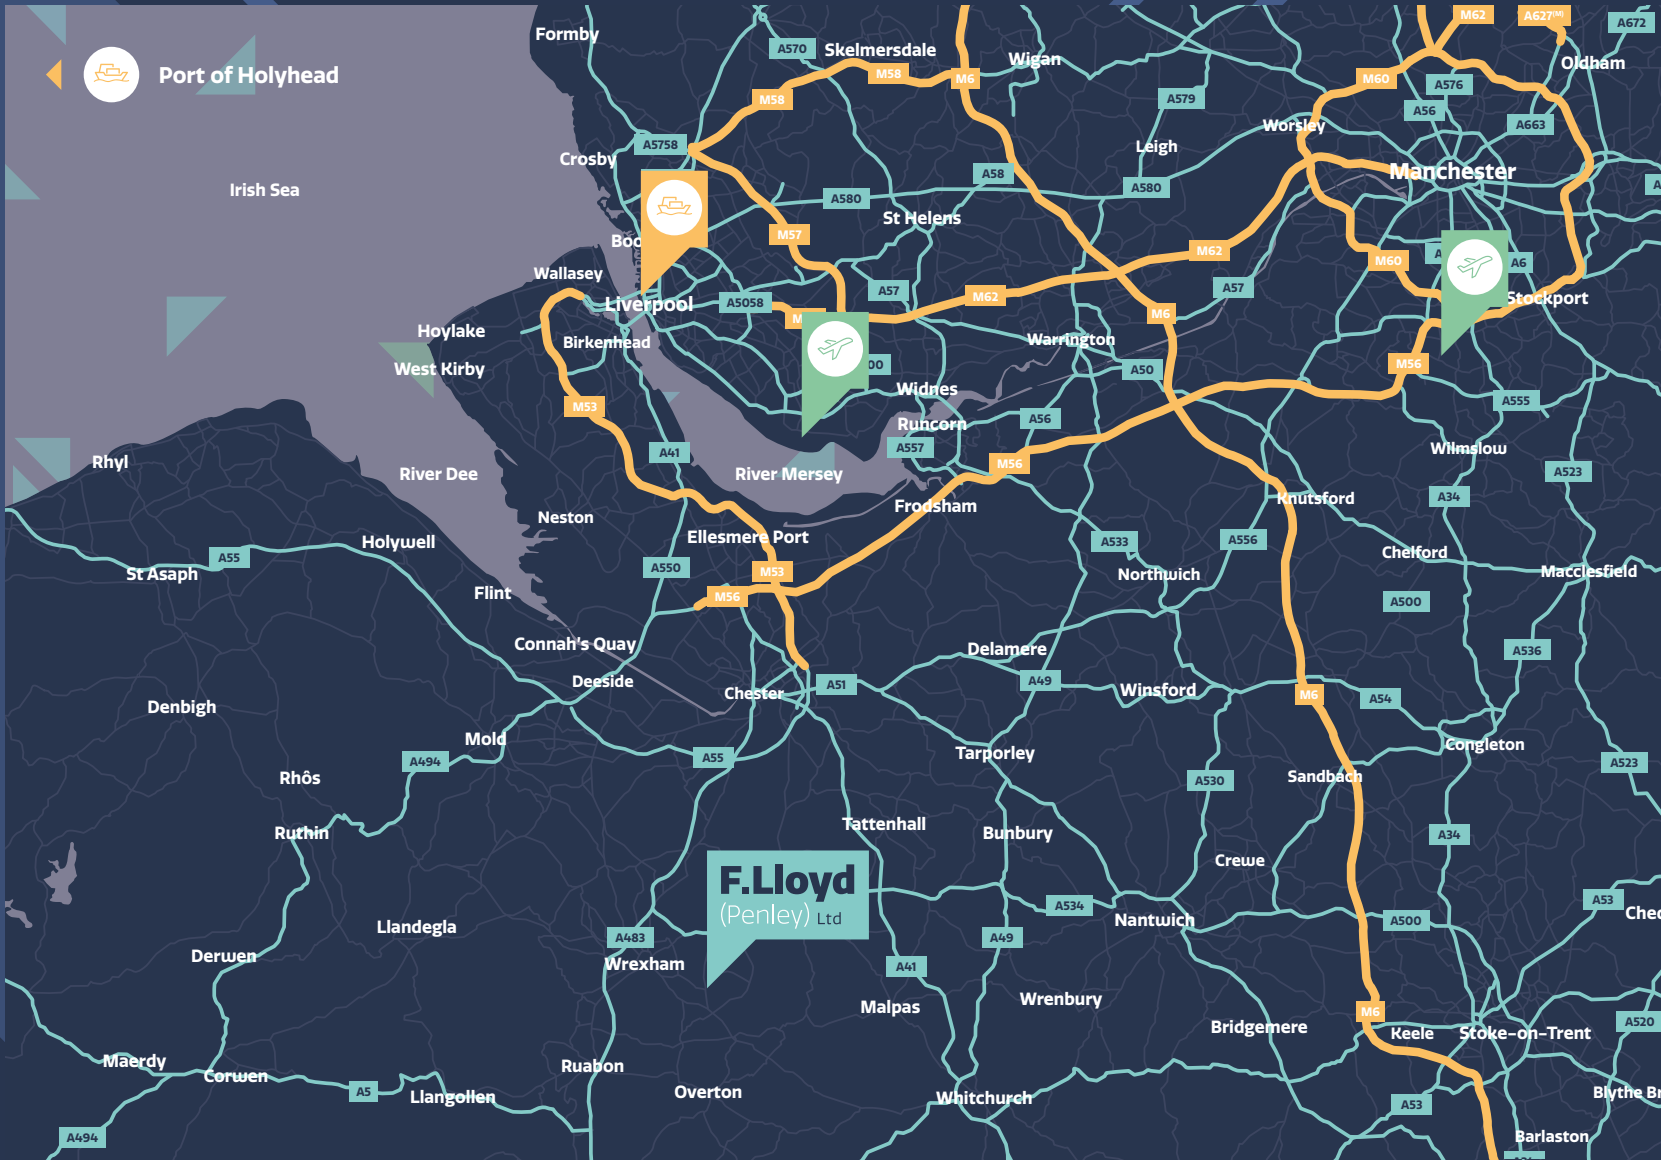 Formby
A570
Skelmersdale
M58
M6
Wigan
M62
A627(M)
A672
Oldham
Port of Holyhead
M58
A579
M60
A576
A56
A663
Worsley
A5758
Crosby
Leigh
A58
Manchester
Irish Sea
A580
A580
St Helens
M57
M62
M60
A6
Wallasey
Liverpool
A5058
A57
M62
A57
Stockport
M6
Hoylake
Birkenhead
Warrington
West Kirby
A50
M56
Widnes
M53
A56
A555
Runcorn
A557
Wilmslow
A41
M56
Rhyl
River Dee
River Mersey
A523
Frodsham
Knutsford
A34
Neston
Ellesmere Port
Holywell
A533
A556
Chelford
A55
St Asaph
A550
M53
Northwich
Macclesfield
Flint
M56
A500
Connah's Quay
Delamere
A536
Deeside
Chester
A51
A49
Winsford
M6
A54
Denbigh
Mold
A494
A55
Tarporley
Congleton
Rhôs
A530
Sandbach
A523
Ruthin
Tattenhall
Bunbury
A34
Crewe
F.Lloyd
(Penley) Ltd
A534
A53
Nantwich
A500
Llandegla
A483
A49
Derwen
Wrexham
A41
Malpas
Wrenbury
M6
Bridgemere
Keele
Stoke-on-Trent
A520
Maerdy
Corwen
Ruabon
A5
Llangollen
Overton
Whitchurch
A53
A494
Barlaston